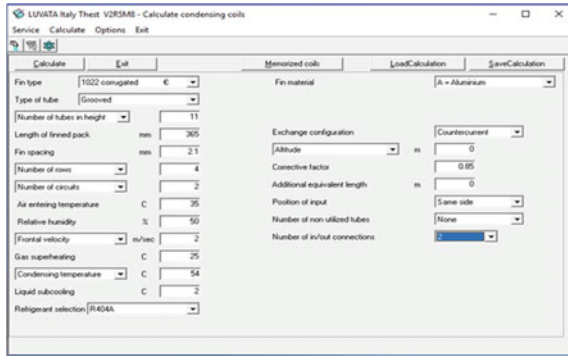 LUVATA Italy Thest V2R5M8 - Calculate condensing coils
Service Calculate Options Exit
Calculate Exit Memorized coils LoadCalculation SaveCalculation
Fin type 1022 corrugated € Fin material A = Aluminium
Type of tube Grooved
Number of tubes in height 11
Length of finned pack mm 365 Exchange configuration Countercurrent
Fin spacing mm 2.1 Altitude m 0
Number of rows 4 Corrective factor 0.85
Number of circuits 2 Additional equivalent length m 0
Air entering temperature C 35 Position of input Same side
Relative humidity % 50 Number of non utilized tubes None
Frontal velocity m/sec 2 Number of in/out connections 2
Gas superheating C 25
Condensing temperature C 54
Liquid subcooling C 2
Refrigerant selection R404A